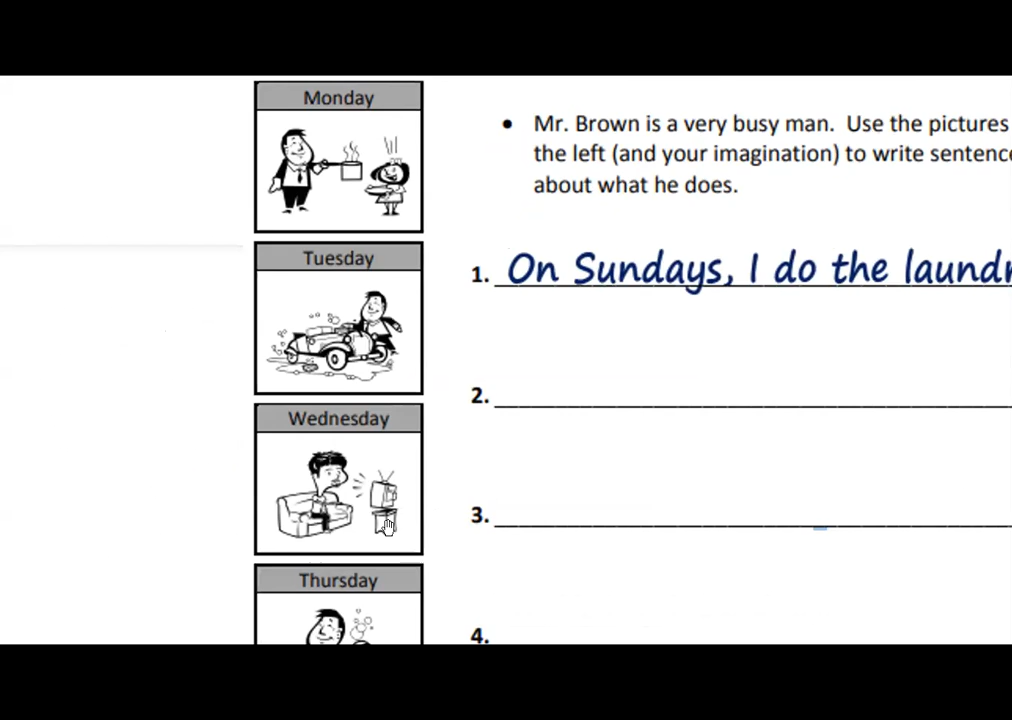 Monday
Tuesday
Wednesday
Thursday
• Mr. Brown is a very busy man. Use the pictures
the left (and your imagination) to write sentenc
about what he does.
1. On Sundays, I do the laund
2.
3.
4.